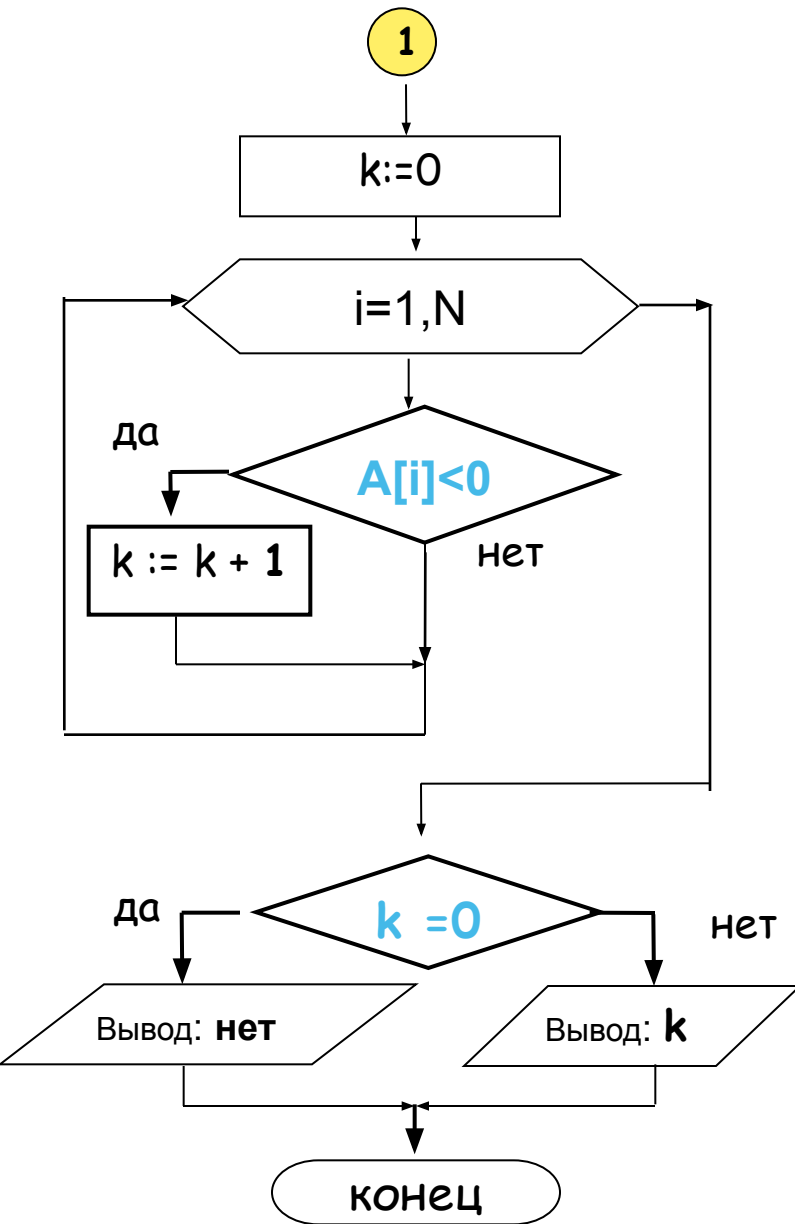 1
k:=0
i=1,N
да
A[i]<0
k := k + 1
нет
да
k =0
нет
Вывод: нет
Вывод: k
конец